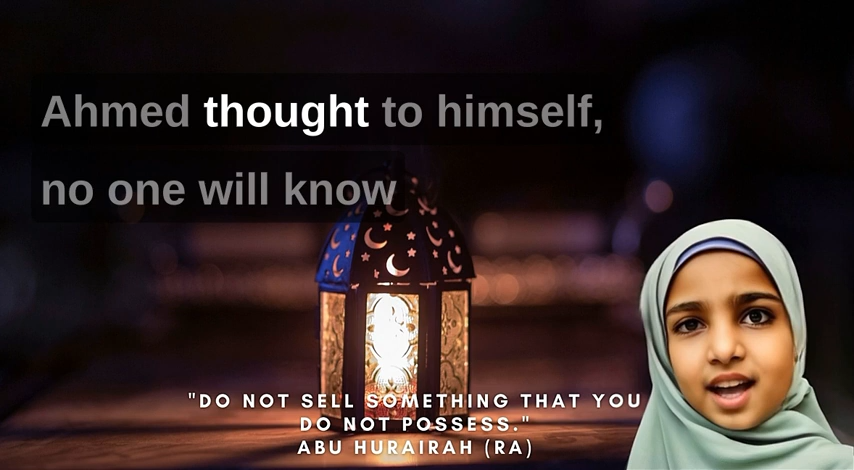 Ahmed thought to himself,
no one will know
"DO NOT SELL SOMETHING THAT YOU
DO NOT POSSESS."
ABU HURAIRAH (RA)